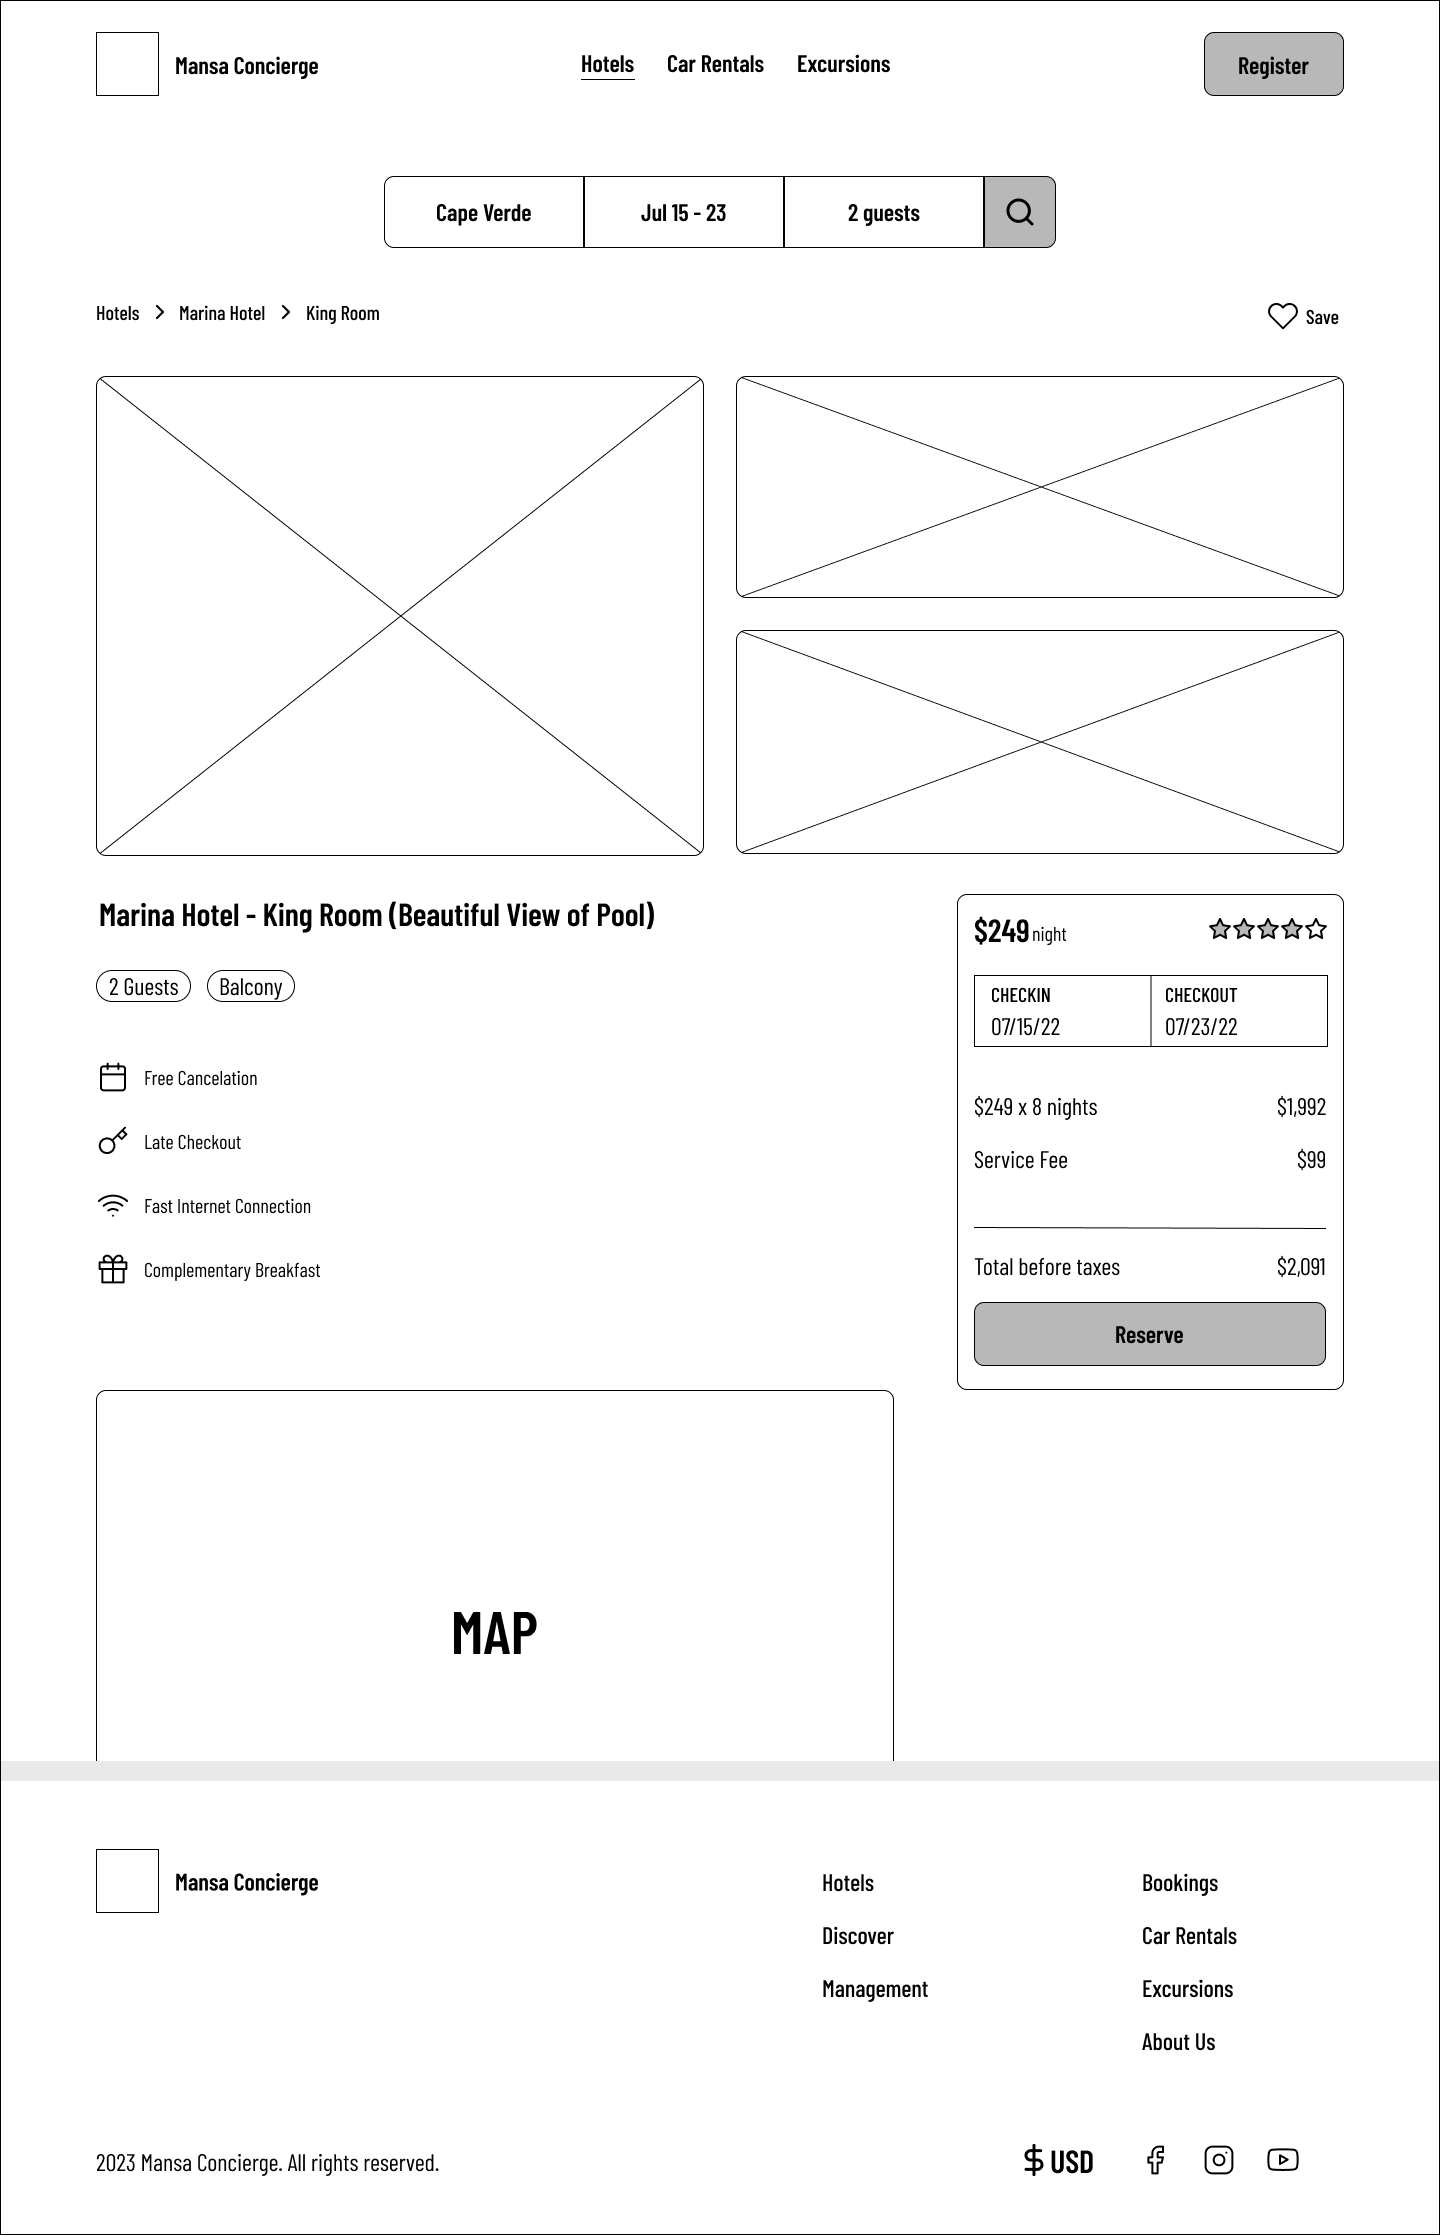 Mansa Concierge
Hotels Car Rentals Excursions
Register
Cape Verde
Jul 15 - 23
2 guests
Hotels > Marina Hotel > King Room
Save
Marina Hotel - King Room (Beautiful View of Pool)
2 Guests
Balcony
Free Cancelation
Late Checkout
Fast Internet Connection
Complementary Breakfast
$249 night
CHECKIN
07/15/22
CHECKOUT
07/23/22
$249 x 8 nights $1,992
Service Fee $99
Total before taxes $2,091
Reserve
MAP
Mansa Concierge
Hotels
Discover
Management
Bookings
Car Rentals
Excursions
About Us
2023 Mansa Concierge. All rights reserved.
$ USD